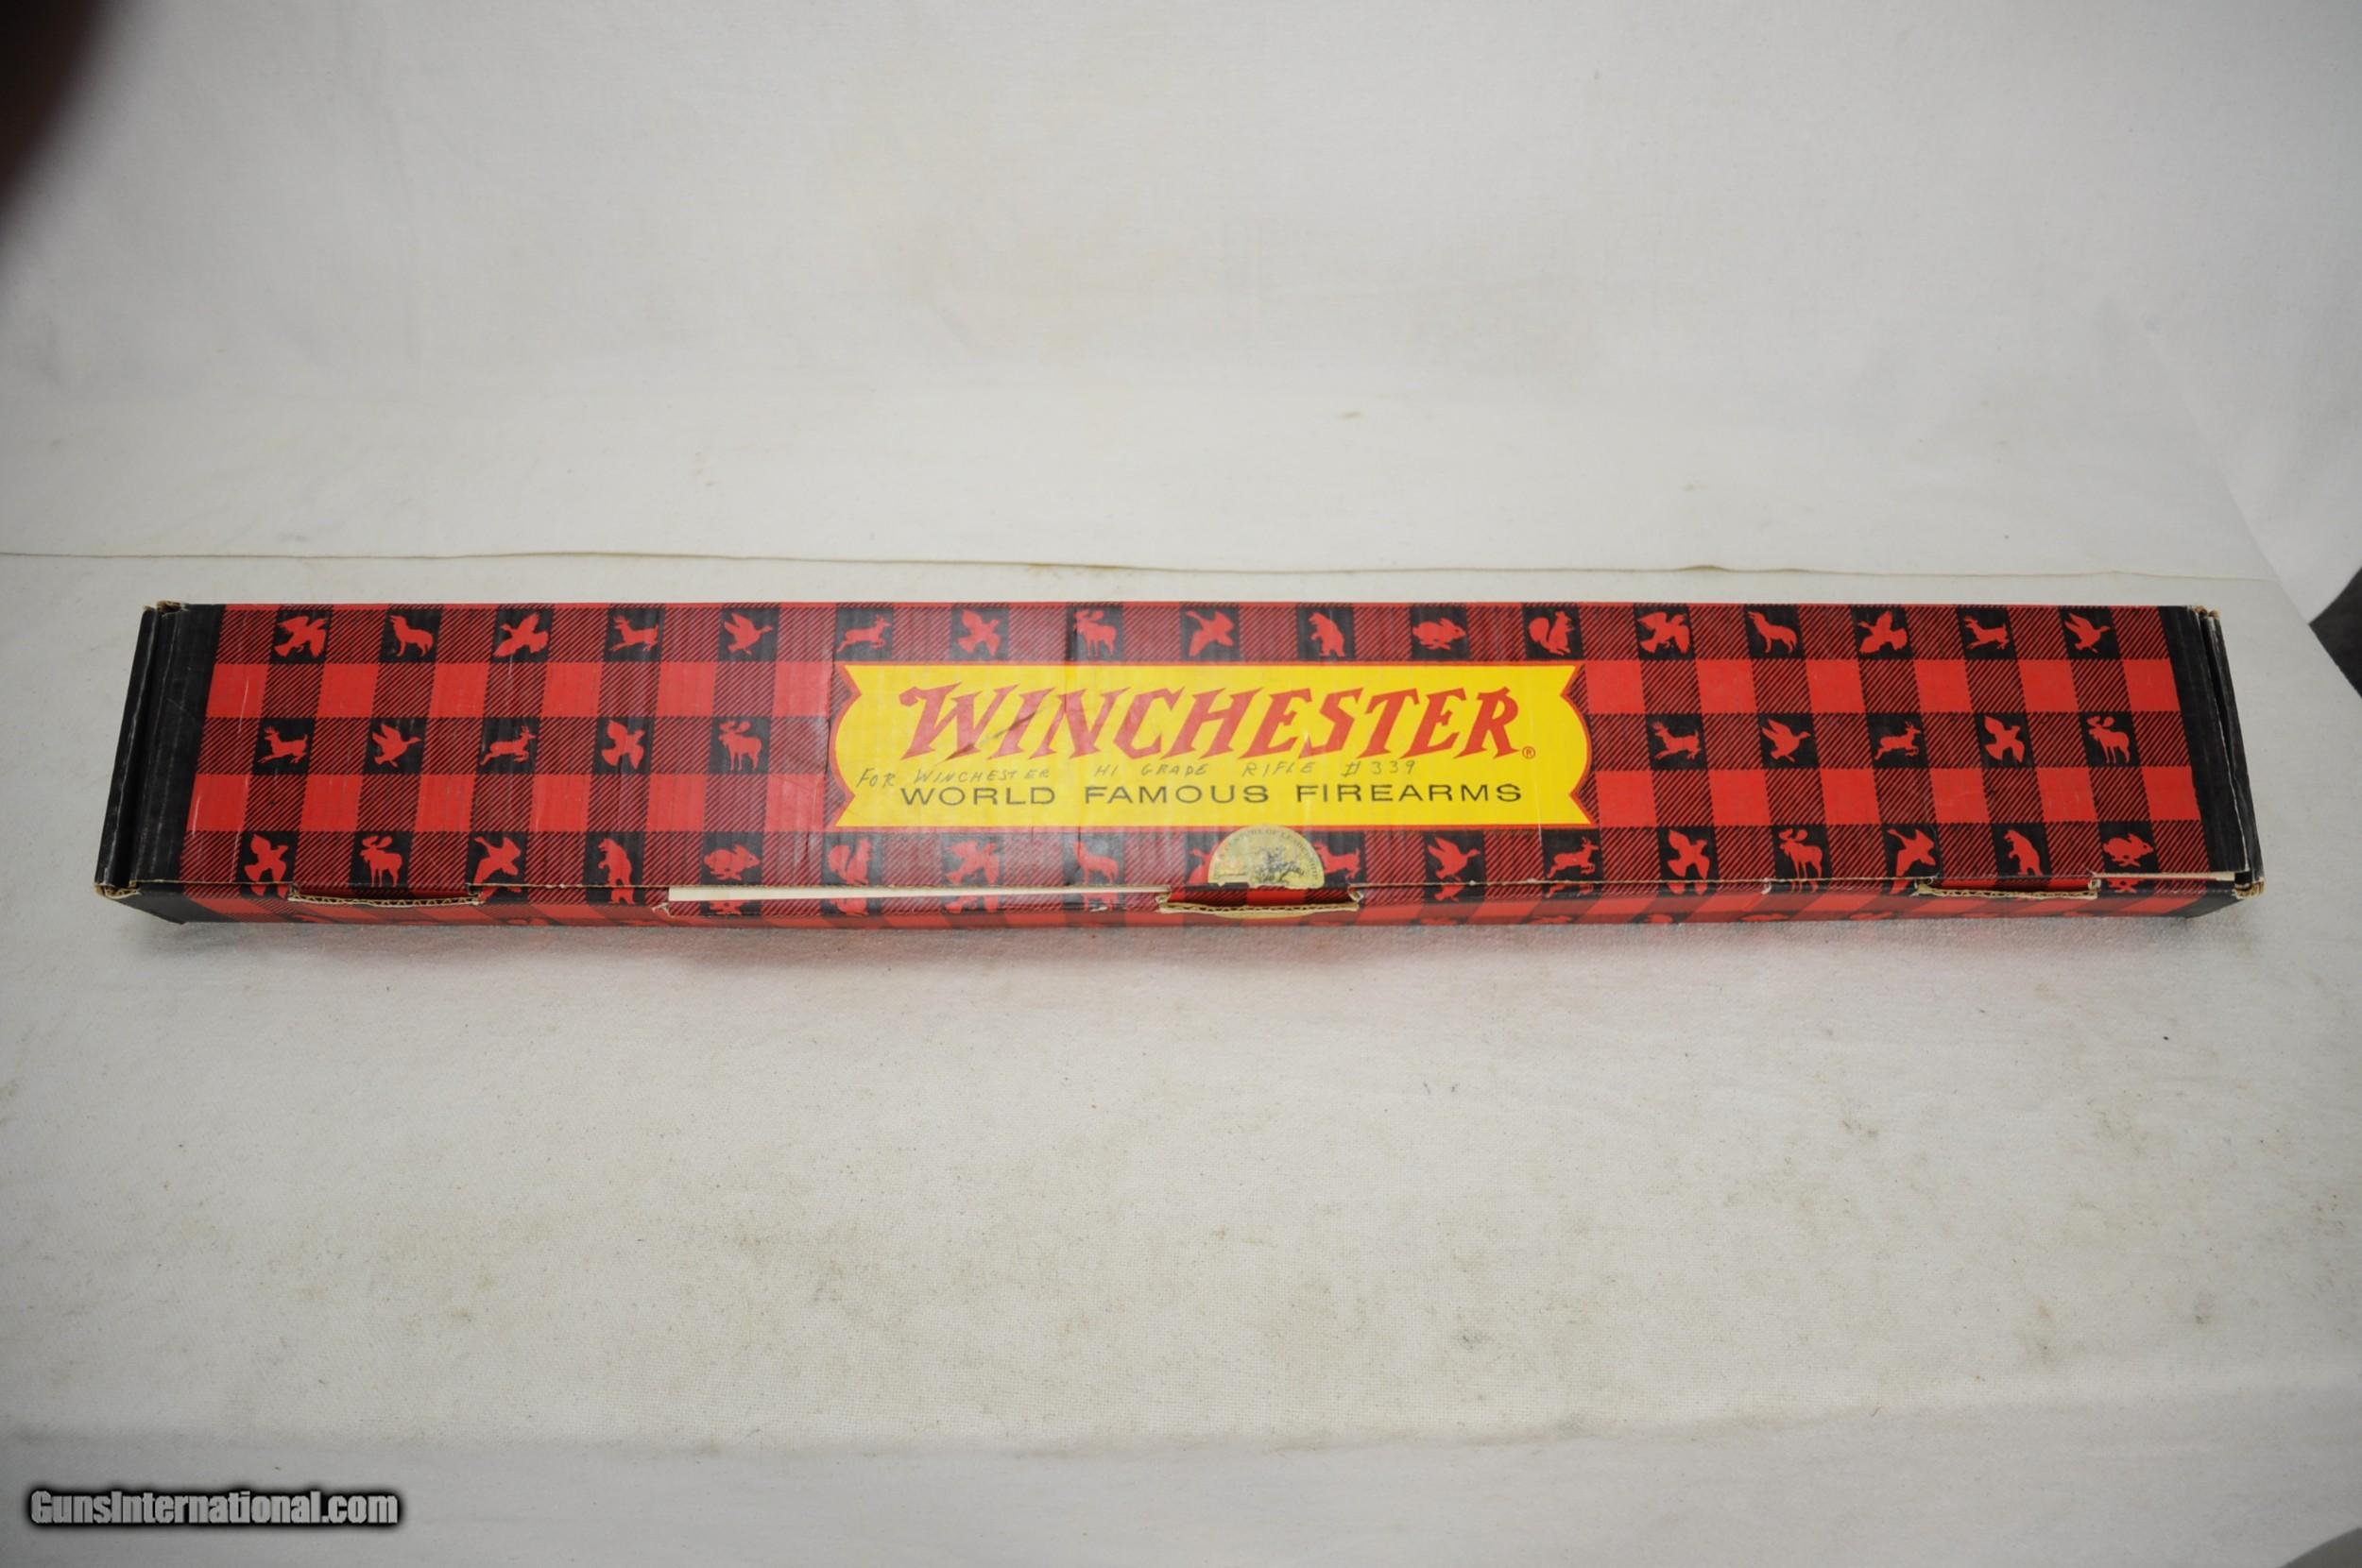 WINCHESTER®
FOR WINCHESTER HI GRADE RIFLE #339
WORLD FAMOUS FIREARMS
GunsInternational.com